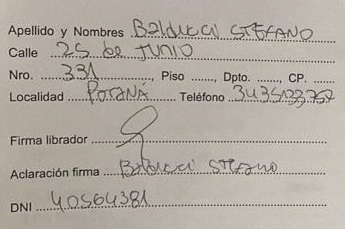 Apellido y Nombres Balducci STEFANO
Calle 25 de JUNIO
Nro. 331 Piso ......, Dpto. ......, CP. ......
Localidad PARANA Teléfono 3435123757
Firma librador
Aclaración firma Balducci Stefano
DNI 40564381